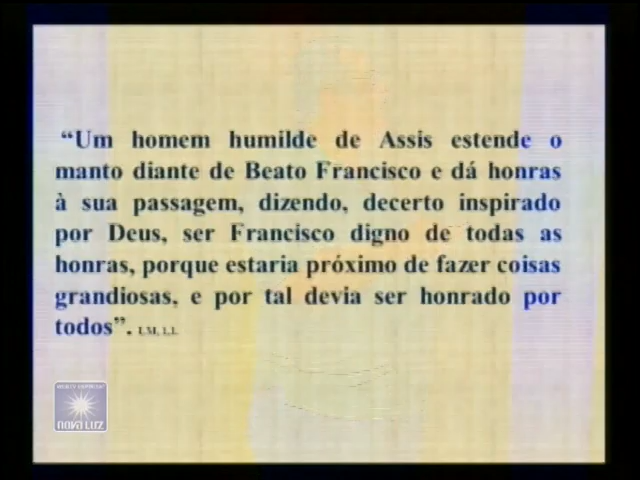 “Um homem humilde de Assis estende o
manto diante de Beato Francisco e dá honras
à sua passagem, dizendo, decerto inspirado
por Deus, ser Francisco digno de todas as
honras, porque estaria próximo de fazer coisas
grandiosas, e por tal devia ser honrado por
todos”.
NOVA LUZ